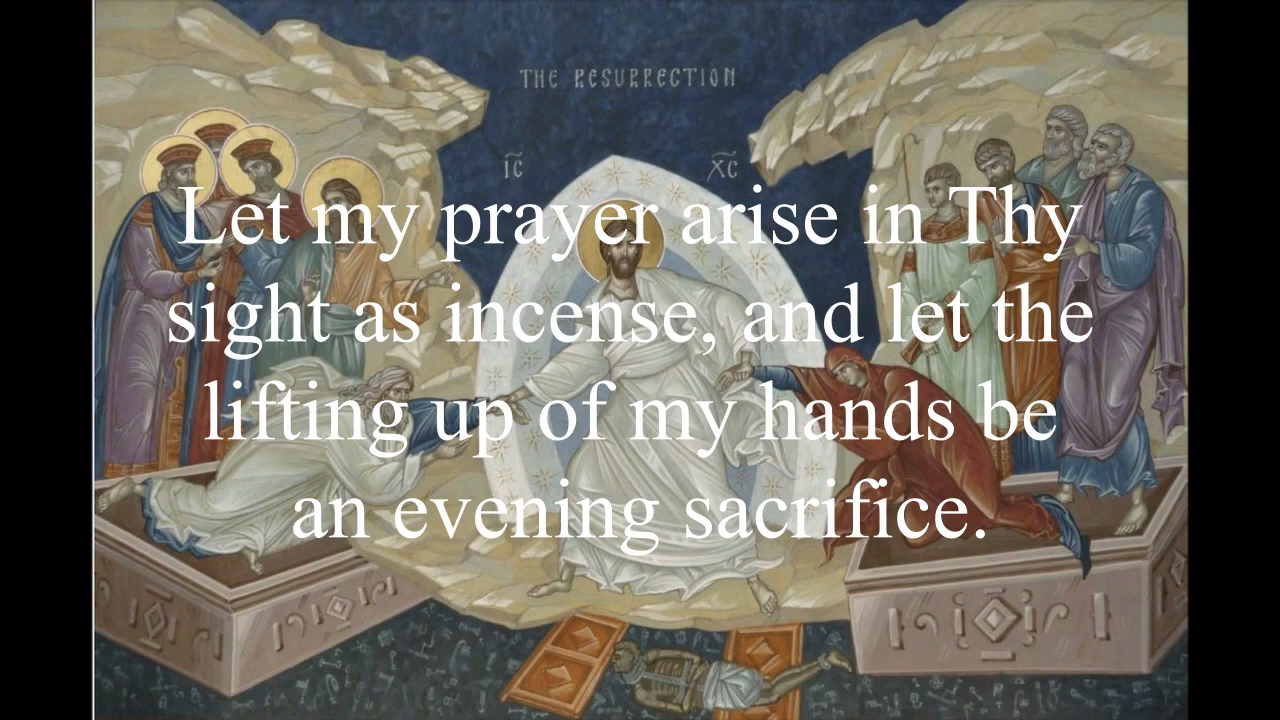 THE RESURRECTION
IC XC
Let my prayer arise in Thy
sight as incense, and let the
lifting up of my hands be
an evening sacrifice.